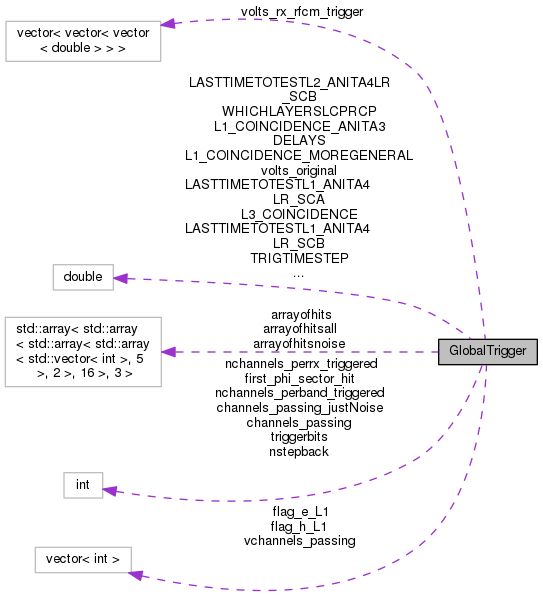 volts_rx_rfcm_trigger
vector< vector< vector
< double > > >
LASTTIMETOTESTL2_ANITA4LR
_SCB
WHICHLAYERSLCPRCP
L1_COINCIDENCE_ANITA3
DELAYS
L1_COINCIDENCE_MOREGENERAL
volts_original
LASTTIMETOTESTL1_ANITA4
LR_SCA
L3_COINCIDENCE
LASTTIMETOTESTL1_ANITA4
LR_SCB
TRIGTIMESTEP
...
double
arrayofhits
arrayofhitsall
arrayofhitsnoise
std::array< std::array
< std::array< std::array
< std::vector< int >, 5
>, 2 >, 16 >, 3 >
GlobalTrigger
nchannels_perrx_triggered
first_phi_sector_hit
nchannels_perband_triggered
channels_passing_justNoise
channels_passing
triggerbits
nstepback
int
flag_e_L1
flag_h_L1
vchannels_passing
vector< int >